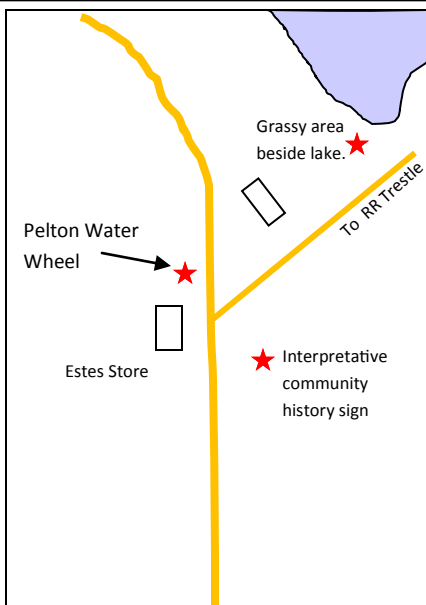 Grassy area
beside lake.
To RR Trestle
Pelton Water
Wheel
Estes Store
Interpretative
community
history sign